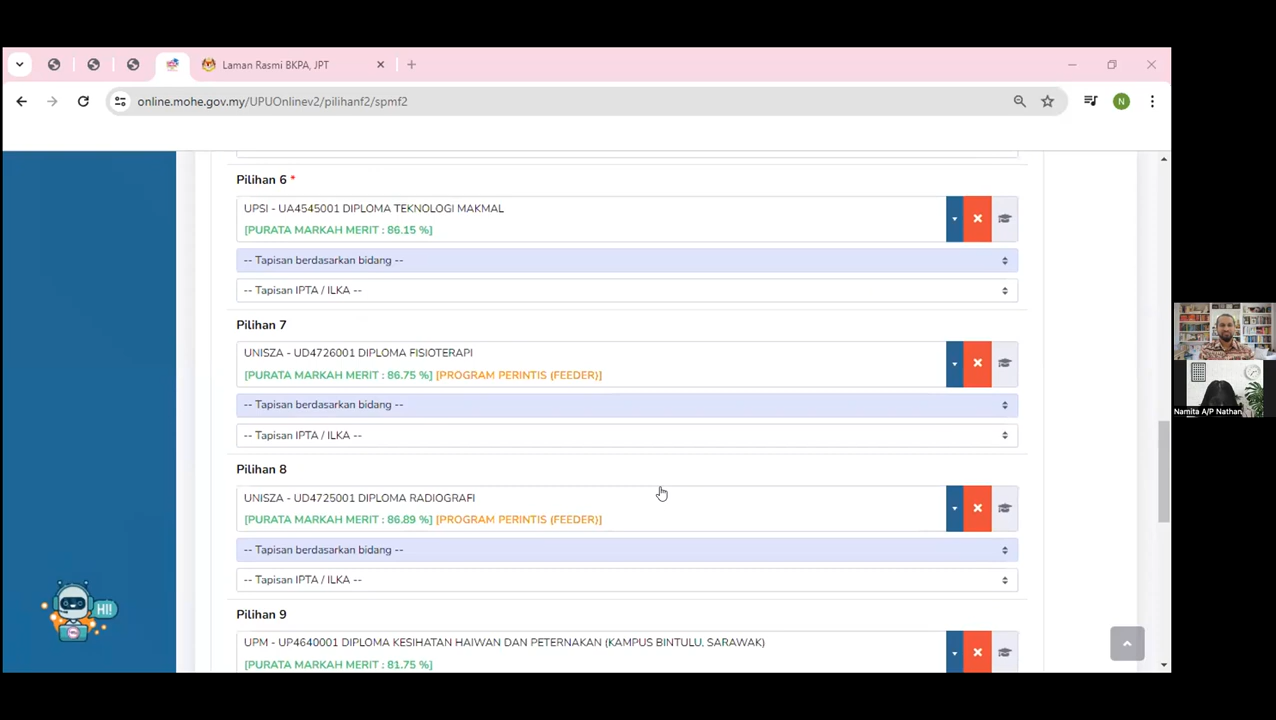 Laman Rasmi BKPA, JPT
online.mohe.gov.my/UPUOnlinev2/pilihanf2/spmf2
N
Pilihan 6 *
UPSI - UA4545001 DIPLOMA TEKNOLOGI MAKMAL
[PURATA MARKAH MERIT : 86.15 %]
-- Tapisan berdasarkan bidang --
-- Tapisan IPTA / ILKA --
Pilihan 7
UNISZA - UD4726001 DIPLOMA FISIOTERAPI
[PURATA MARKAH MERIT : 86.75 %] [PROGRAM PERINTIS (FEEDER)]
-- Tapisan berdasarkan bidang --
-- Tapisan IPTA / ILKA --
Pilihan 8
UNISZA - UD4725001 DIPLOMA RADIOGRAFI
[PURATA MARKAH MERIT : 86.89 %] [PROGRAM PERINTIS (FEEDER)]
-- Tapisan berdasarkan bidang --
-- Tapisan IPTA / ILKA --
Pilihan 9
UPM - UP4640001 DIPLOMA KESIHATAN HAIWAN DAN PETERNAKAN (KAMPUS BINTULU, SARAWAK)
[PURATA MARKAH MERIT : 81.75 %]
HI!
Namita A/P Nathan